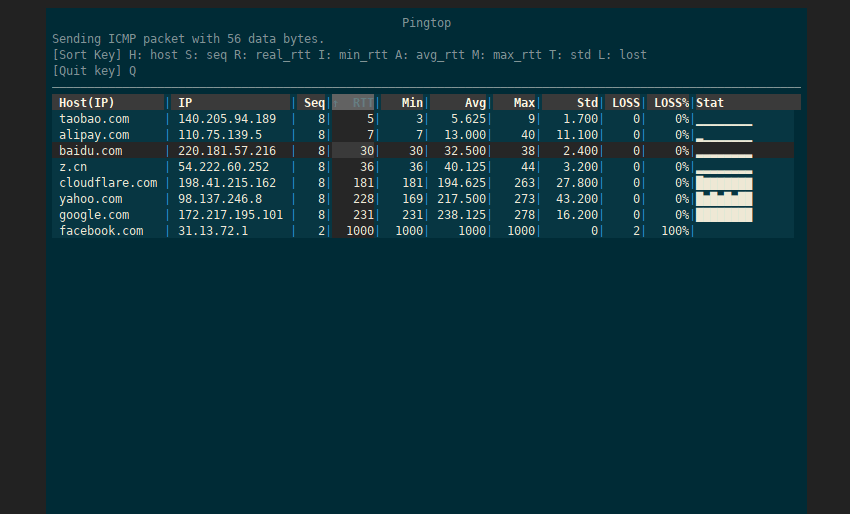 Pingtop
Sending ICMP packet with 56 data bytes.
[Sort Key] H: host S: seq R: real_rtt I: min_rtt A: avg_rtt M: max_rtt T: std L: lost
[Quit key] Q
Host(IP) | IP | Seq| ↑ RTT| Min| Avg| Max| Std| LOSS| LOSS%|Stat
taobao.com | 140.205.94.189 | 8| 5| 3| 5.625| 9| 1.700| 0| 0%|
alipay.com | 110.75.139.5 | 8| 7| 7| 13.000| 40| 11.100| 0| 0%|
baidu.com | 220.181.57.216 | 8| 30| 30| 32.500| 38| 2.400| 0| 0%|
z.cn | 54.222.60.252 | 8| 36| 36| 40.125| 44| 3.200| 0| 0%|
cloudflare.com | 198.41.215.162 | 8| 181| 181| 194.625| 263| 27.800| 0| 0%|
yahoo.com | 98.137.246.8 | 8| 228| 169| 217.500| 273| 43.200| 0| 0%|
google.com | 172.217.195.101 | 8| 231| 231| 238.125| 278| 16.200| 0| 0%|
facebook.com | 31.13.72.1 | 2| 1000| 1000| 1000| 1000| 0| 2| 100%|